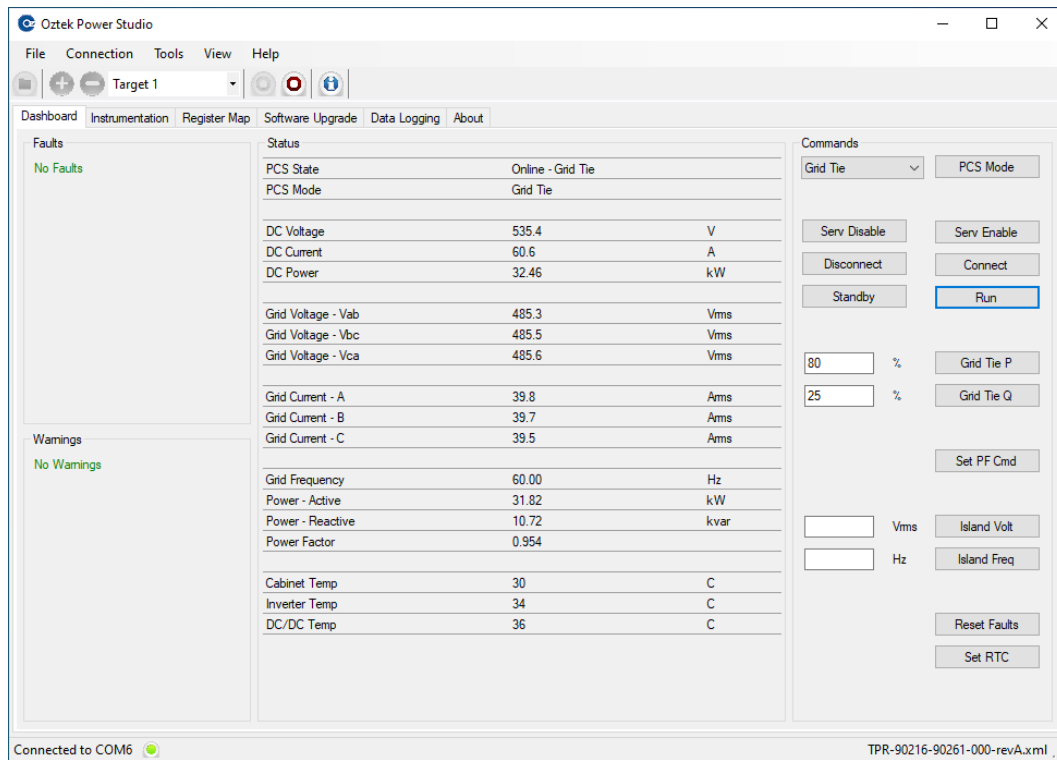 Oztek Power Studio
File Connection Tools View Help
Target 1
Dashboard Instrumentation Register Map Software Upgrade Data Logging About
Faults
No Faults
Warnings
No Warnings
Status
PCS State Online - Grid Tie
PCS Mode Grid Tie
DC Voltage 535.4 V
DC Current 60.6 A
DC Power 32.46 kW
Grid Voltage - Vab 485.3 Vrms
Grid Voltage - Vbc 485.5 Vrms
Grid Voltage - Vca 485.6 Vrms
Grid Current - A 39.8 Arms
Grid Current - B 39.7 Arms
Grid Current - C 39.5 Arms
Grid Frequency 60.00 Hz
Power - Active 31.82 kW
Power - Reactive 10.72 kvar
Power Factor 0.954
Cabinet Temp 30 C
Inverter Temp 34 C
DC/DC Temp 36 C
Commands
Grid Tie PCS Mode
Serv Disable Serv Enable
Disconnect Connect
Standby Run
80 % Grid Tie P
25 % Grid Tie Q
Set PF Cmd
Vrms Island Volt
Hz Island Freq
Reset Faults
Set RTC
Connected to COM6 TPR-90216-90261-000-revA.xml